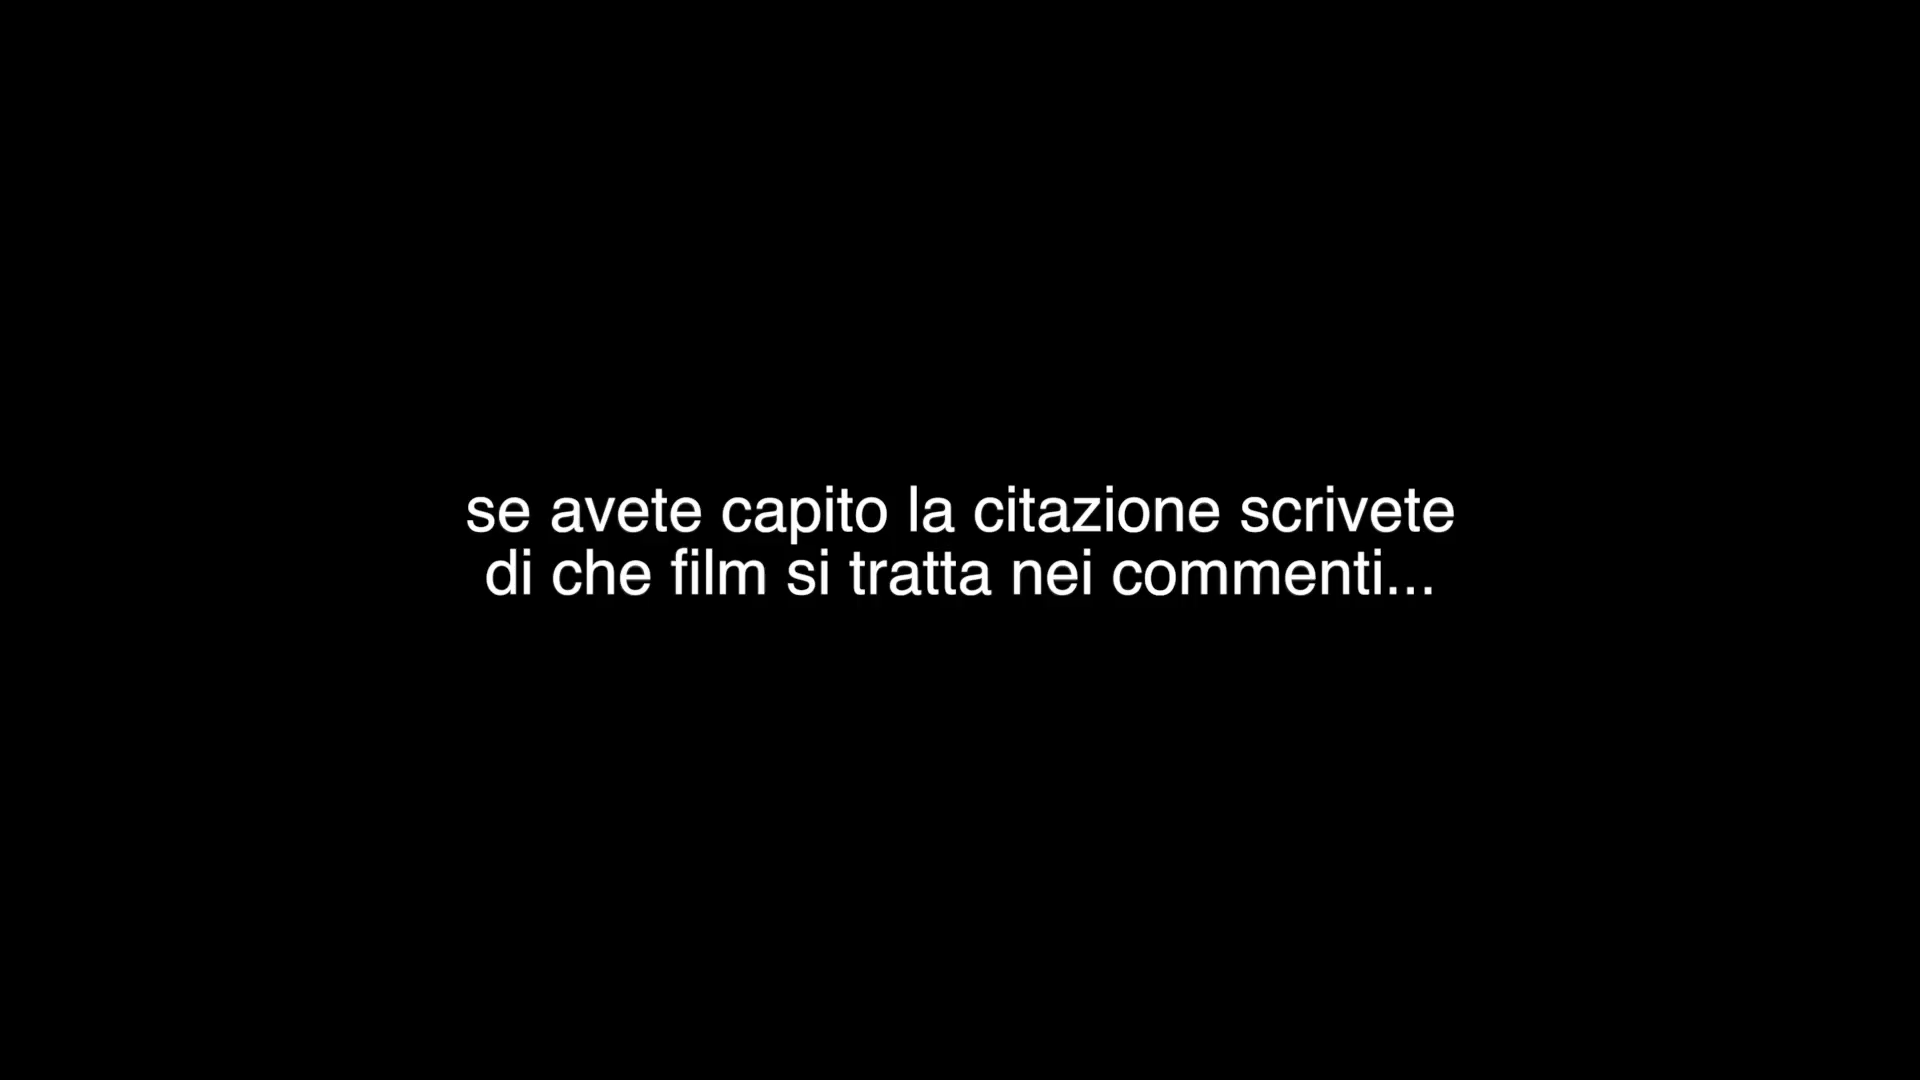 se avete capito la citazione scrivete
di che film si tratta nei commenti...